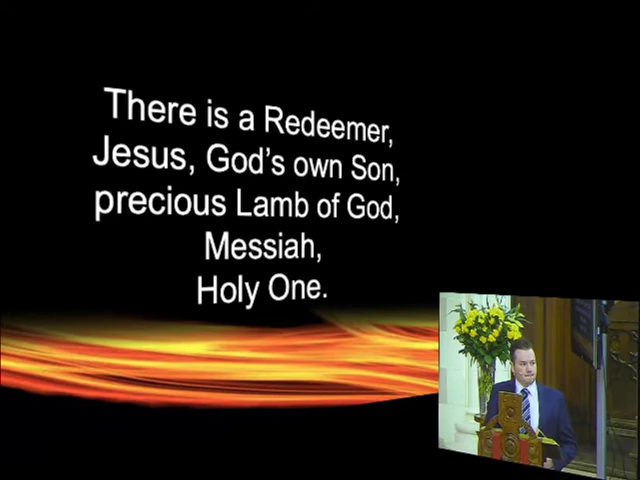 There is a Redeemer,
Jesus, God's own Son,
precious Lamb of God,
Messiah,
Holy One.